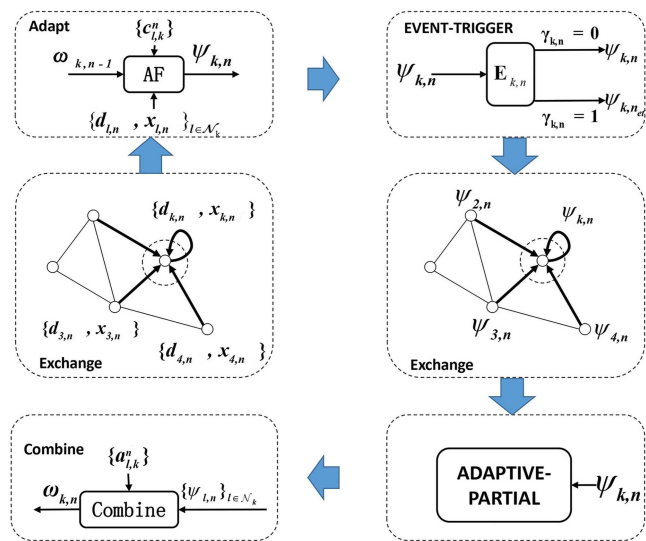 Adapt
{c^n_{l,k}}
ω_{k,n-1}
AF
ψ_{k,n}
{d_{l,n} , x_{l,n} }_{l∈𝒩_k}
EVENT-TRIGGER
γ_{k,n} = 0
ψ_{k,n}
ψ_{k,n}
E_{k,n}
ψ_{k,n_{ef}}
γ_{k,n} = 1
{d_{k,n} , x_{k,n} }
{d_{3,n} , x_{3,n} }
{d_{4,n} , x_{4,n} }
Exchange
ψ_{2,n}
ψ_{k,n}
ψ_{3,n}
ψ_{4,n}
Exchange
Combine
{a^n_{l,k}}
ω_{k,n}
Combine
{ψ_{l,n}}_{l∈𝒩_k}
ADAPTIVE-
PARTIAL
ψ_{k,n}